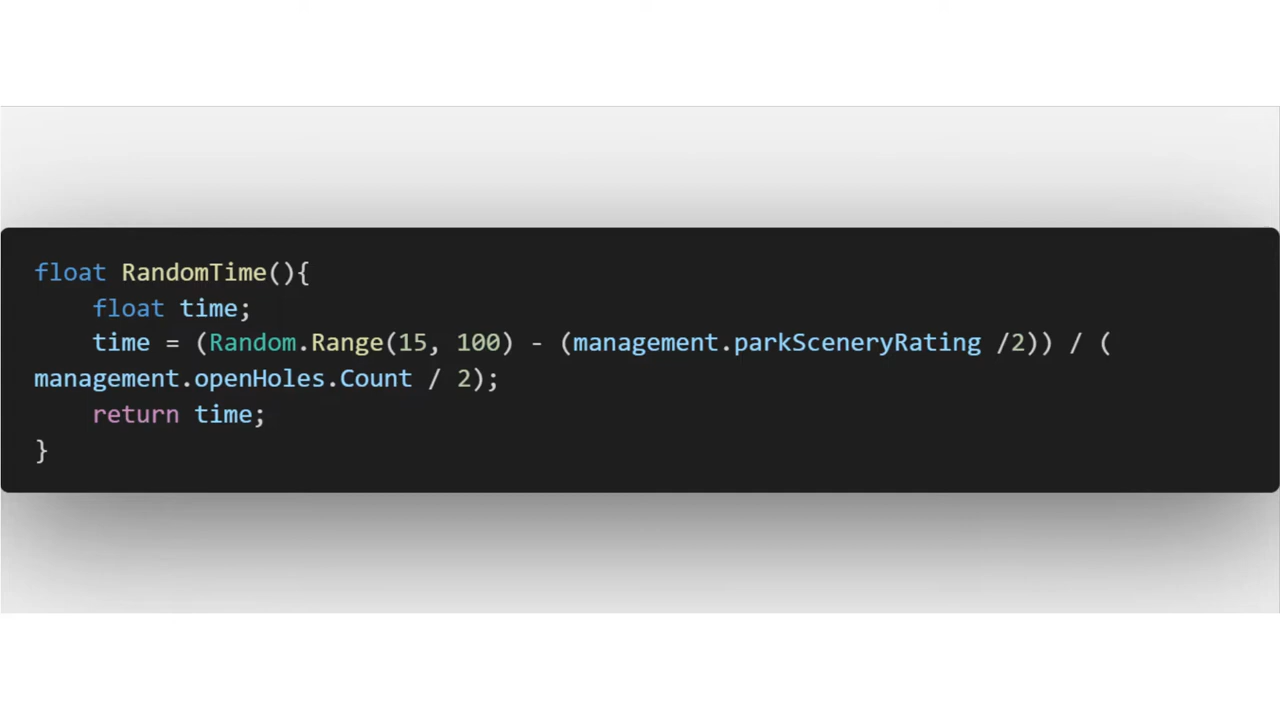 float RandomTime(){
    float time;
    time = (Random.Range(15, 100) - (management.parkSceneryRating /2)) / (
management.openHoles.Count / 2);
    return time;
}